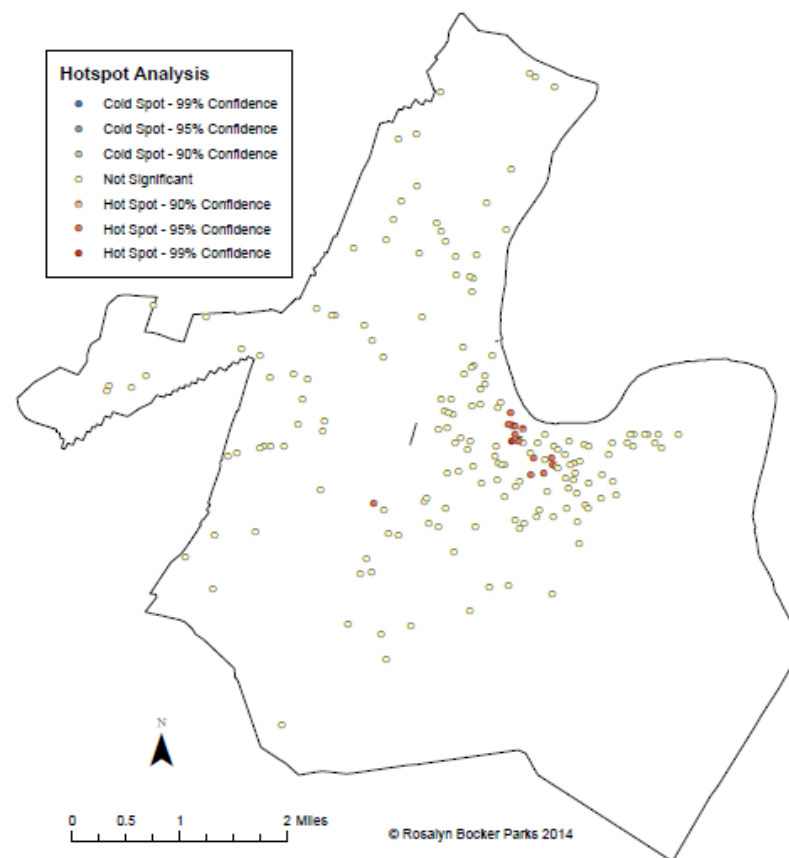 Hotspot Analysis
Cold Spot - 99% Confidence
Cold Spot - 95% Confidence
Cold Spot - 90% Confidence
Not Significant
Hot Spot - 90% Confidence
Hot Spot - 95% Confidence
Hot Spot - 99% Confidence
N
0 0.5 1 2 Miles
© Rosalyn Bocker Parks 2014